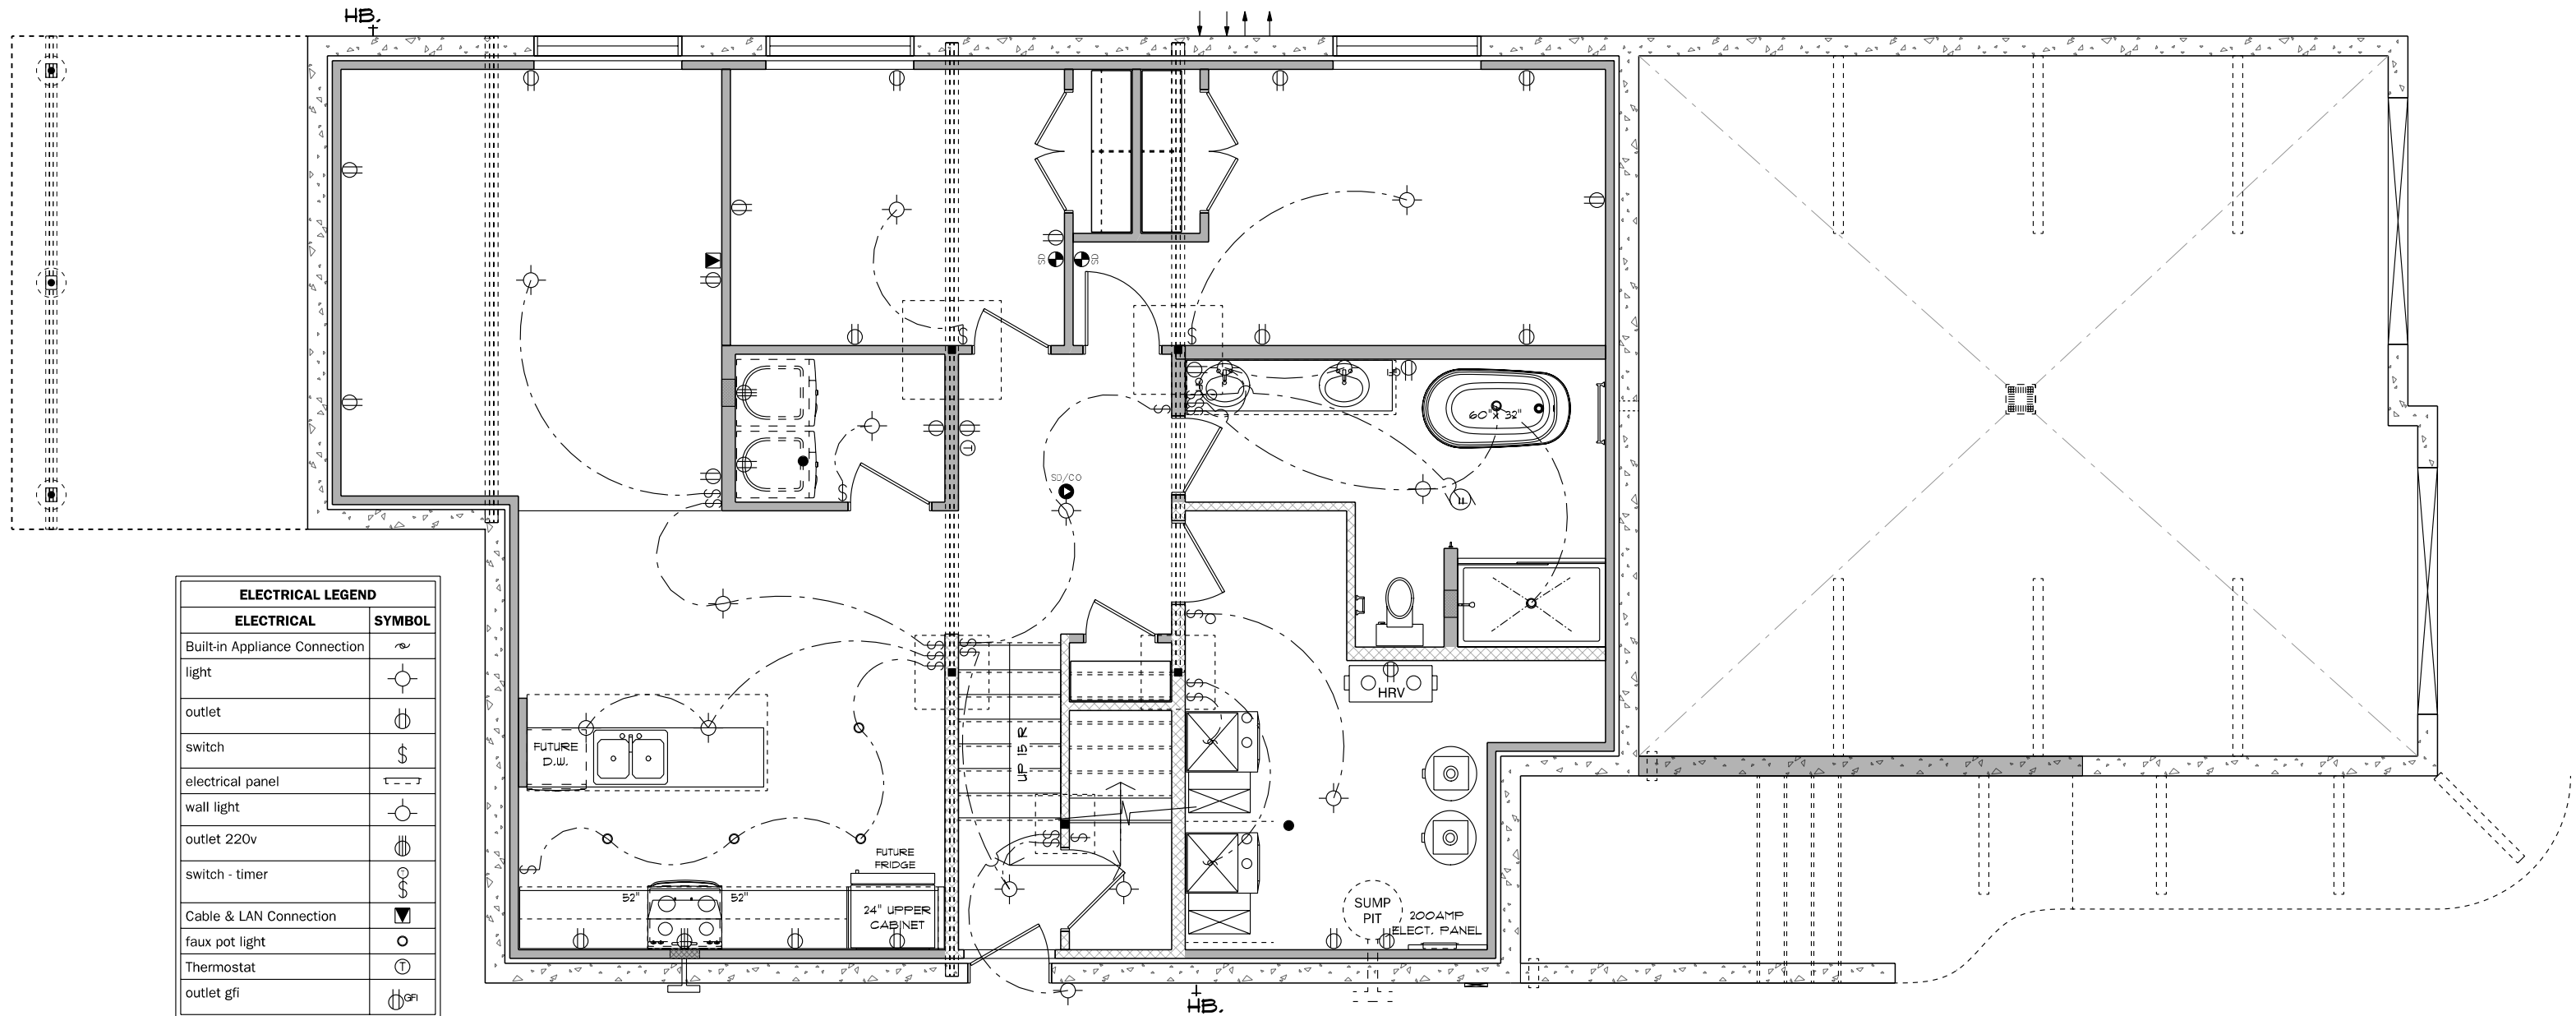 HB.
SD
SD
60" X 32"
T
SD/CO
F
ELECTRICAL LEGEND
ELECTRICAL SYMBOL
Built-in Appliance Connection
light
outlet
switch
electrical panel
wall light
outlet 220v
switch - timer
T
Cable & LAN Connection
faux pot light
Thermostat
T
outlet gfi
GFI
HRV
UP 15 R
FUTURE
D.W.
FUTURE
FRIDGE
52"
52"
24" UPPER
CABINET
SUMP
PIT
200AMP
ELECT. PANEL
HB.